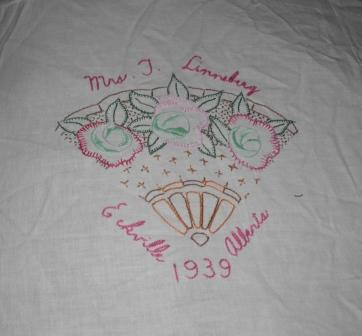 Mrs. T. Linneberg
Eckville Alberta
1939